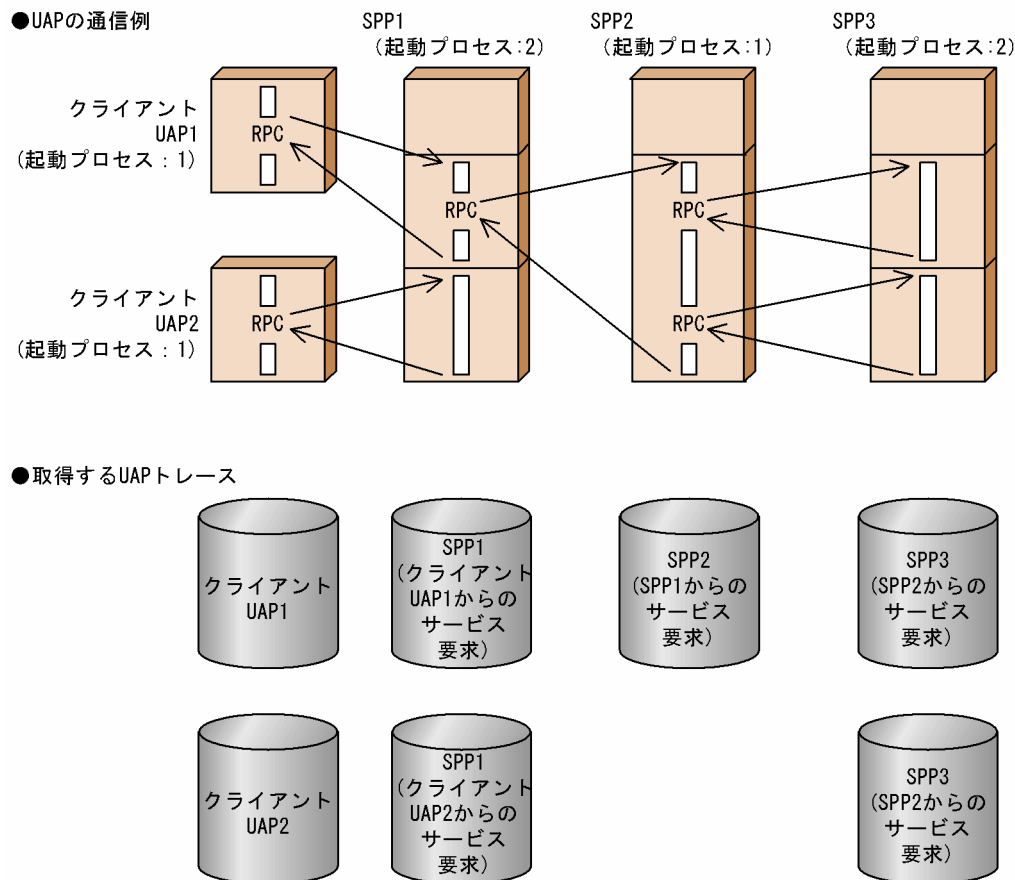 ●UAPの通信例
SPP1
(起動プロセス:2)
SPP2
(起動プロセス:1)
SPP3
(起動プロセス:2)
クライアント
UAP1
(起動プロセス：1)
RPC
RPC
RPC
クライアント
UAP2
(起動プロセス：1)
RPC
RPC
●取得するUAPトレース
クライアント
UAP1
SPP1
(クライアント
UAP1からの
サービス
要求)
SPP2
(SPP1からの
サービス
要求)
SPP3
(SPP2からの
サービス
要求)
クライアント
UAP2
SPP1
(クライアント
UAP2からの
サービス
要求)
SPP3
(SPP2からの
サービス
要求)